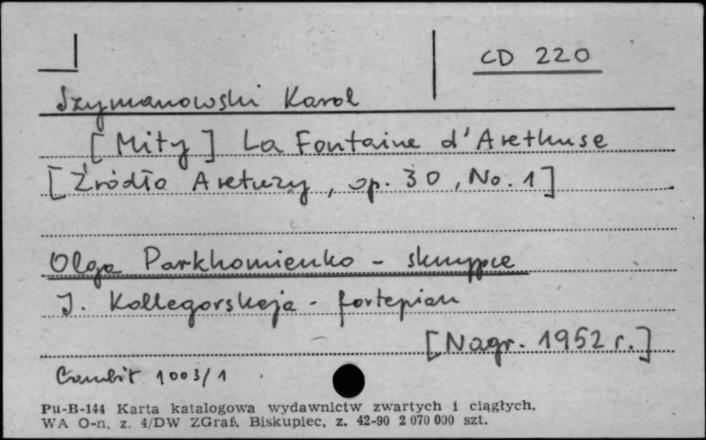 CD 220
Szymanowski Karol
[Mity] La Fontaine d'Arethuse
[Źródło Aretuzy, op. 30, No. 1]
Olga Parkhomienko - skrzypce
J. Kollegorskaja - fortepian
[Nagr. 1952 r.]
Gambit 1003/1
Pu-B-144 Karta katalogowa wydawnictw zwartych i ciągłych.
WA O-n, z. 4/DW ZGraf. Biskupiec, z. 42-90 2 070 000 szt.